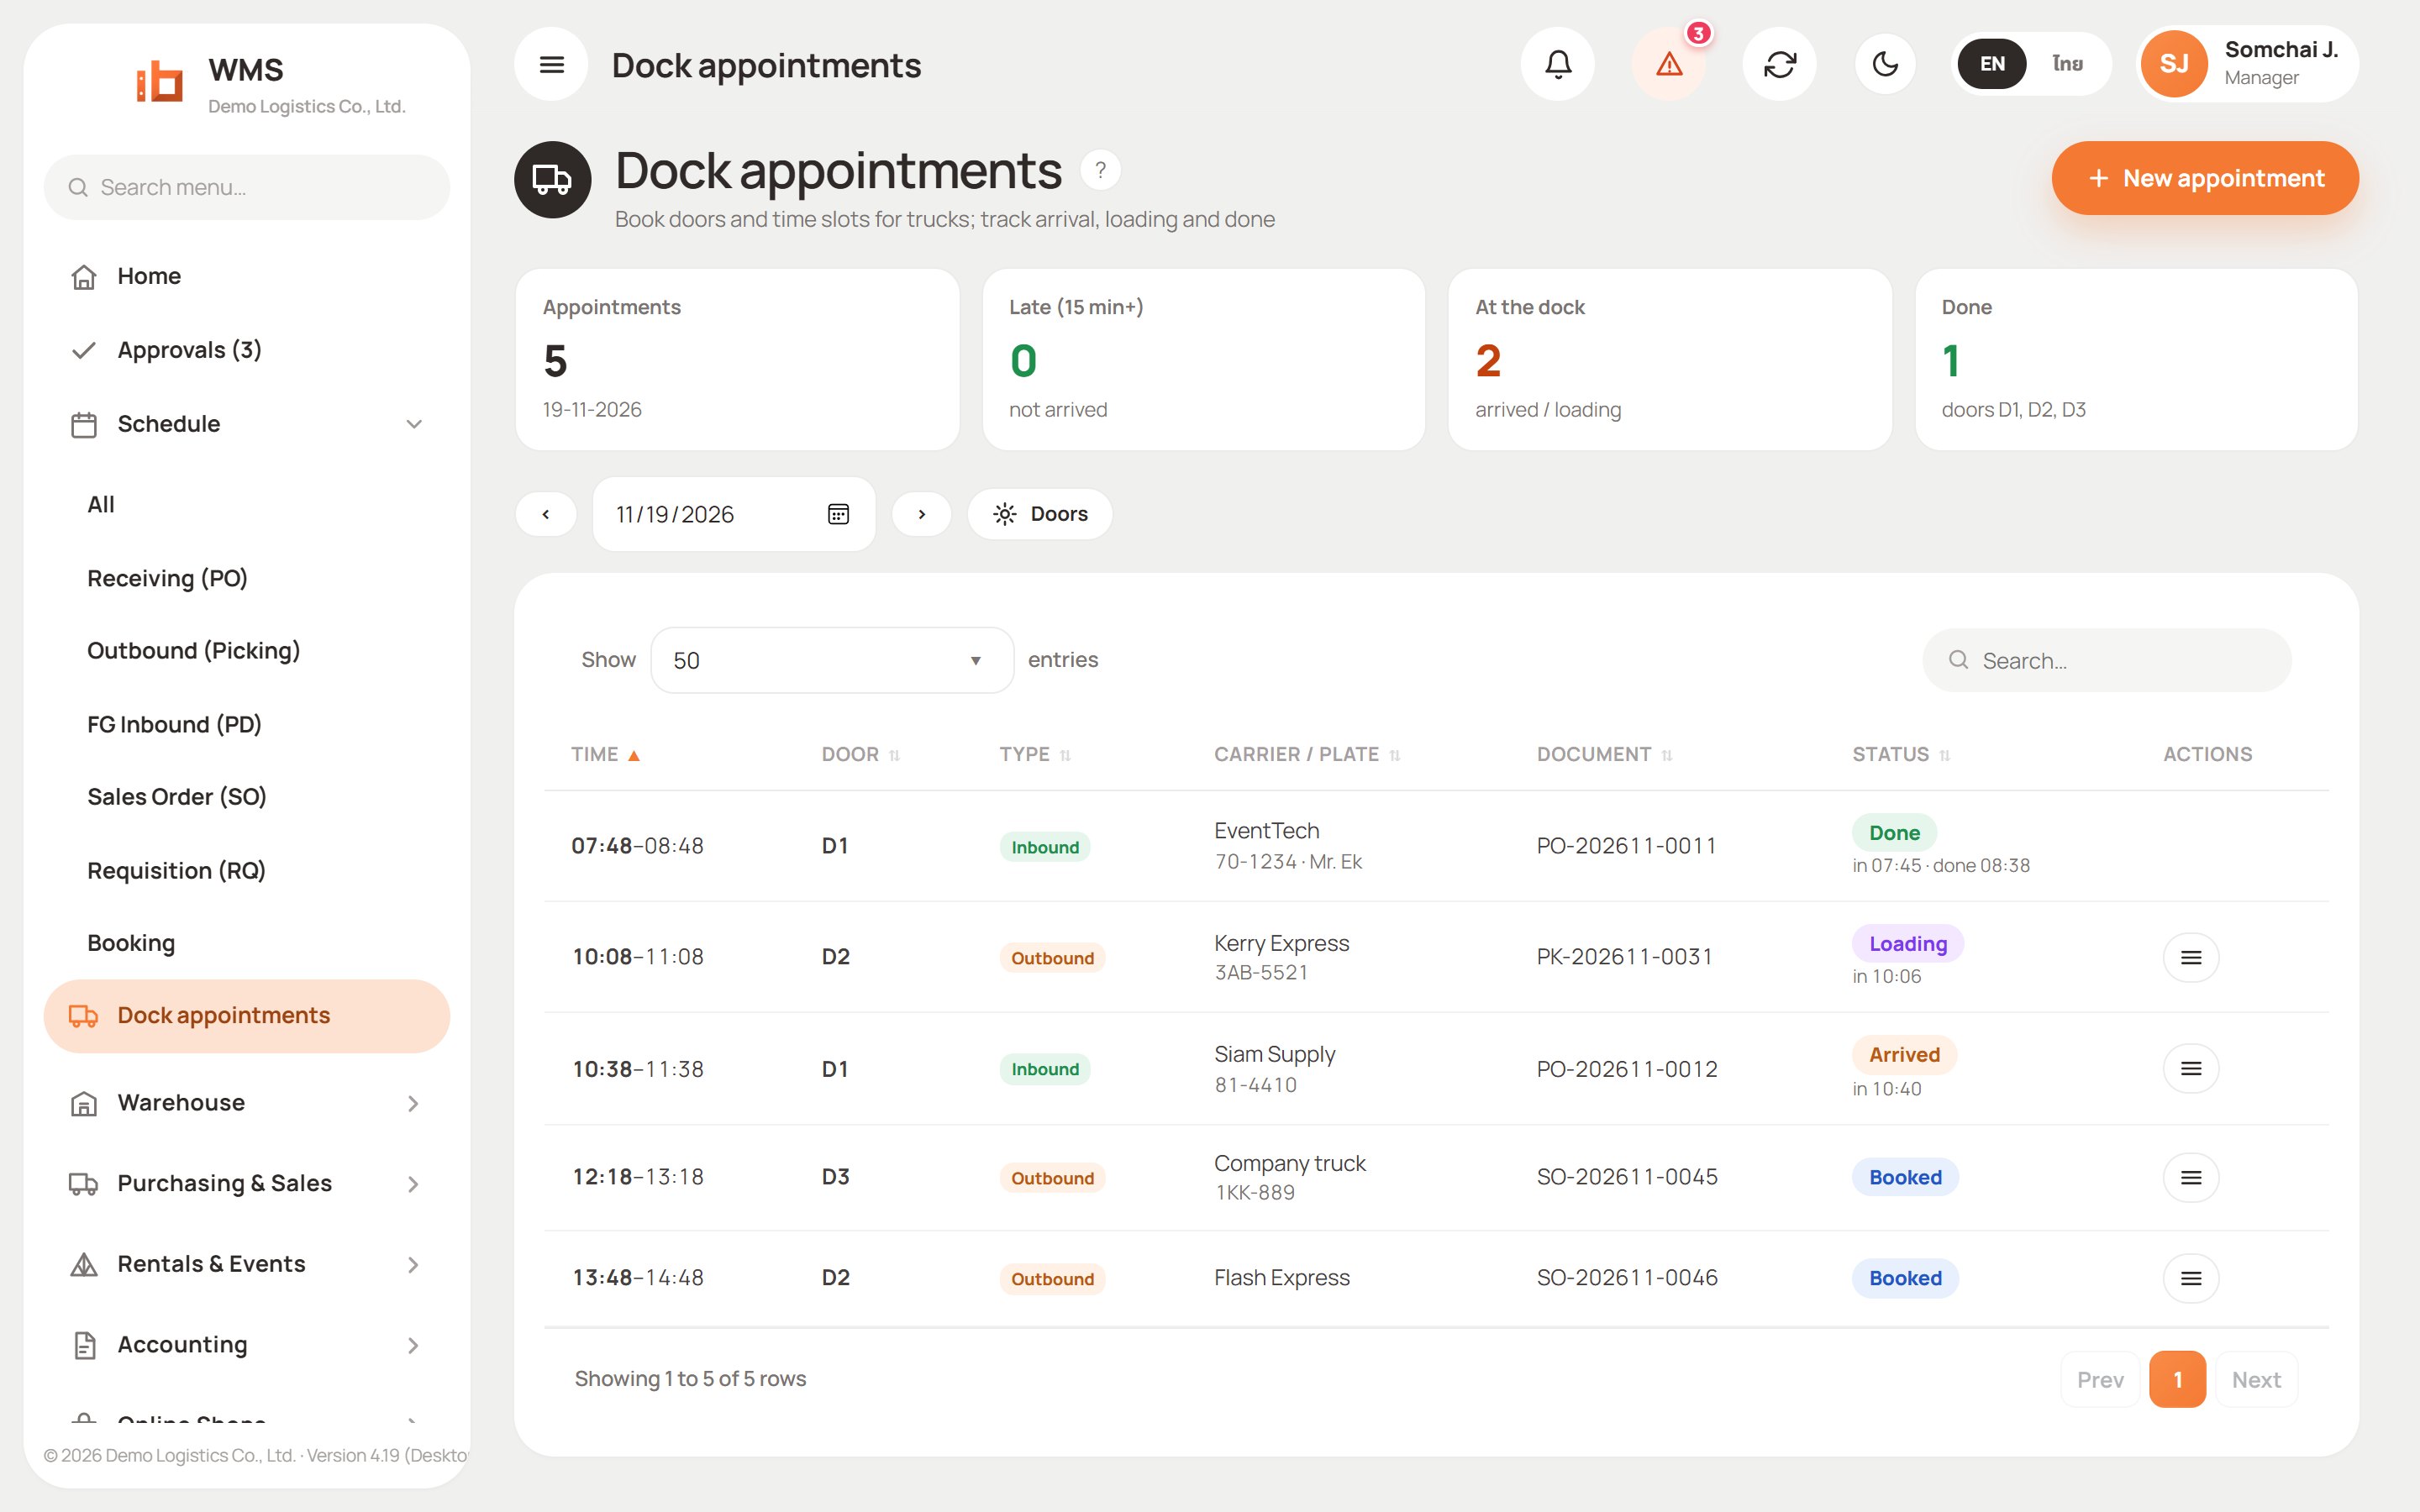 WMS
Demo Logistics Co., Ltd.
Search menu...
Home
Approvals (3)
Schedule
All
Receiving (PO)
Outbound (Picking)
FG Inbound (PD)
Sales Order (SO)
Requisition (RQ)
Booking
Dock appointments
Warehouse
Purchasing & Sales
Rentals & Events
Accounting
Online Shops
© 2026 Demo Logistics Co., Ltd. · Version 4.19 (Deskto
Dock appointments
3
EN ไทย
SJ
Somchai J.
Manager
Dock appointments ?
Book doors and time slots for trucks; track arrival, loading and done
+ New appointment
Appointments
5
19-11-2026
Late (15 min+)
0
not arrived
At the dock
2
arrived / loading
Done
1
doors D1, D2, D3
11/19/2026
Doors
Show 50 entries
Search...
TIME DOOR TYPE CARRIER / PLATE DOCUMENT STATUS ACTIONS
07:48–08:48 D1 Inbound EventTech PO-202611-0011 Done
70-1234 · Mr. Ek in 07:45 · done 08:38
10:08–11:08 D2 Outbound Kerry Express PK-202611-0031 Loading
3AB-5521 in 10:06
10:38–11:38 D1 Inbound Siam Supply PO-202611-0012 Arrived
81-4410 in 10:40
12:18–13:18 D3 Outbound Company truck SO-202611-0045 Booked
1KK-889
13:48–14:48 D2 Outbound Flash Express SO-202611-0046 Booked
Showing 1 to 5 of 5 rows
Prev 1 Next